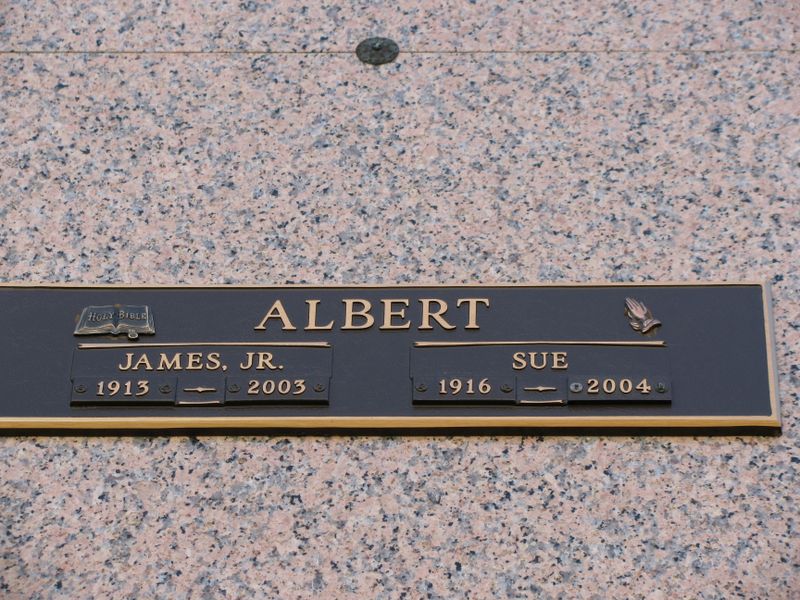 HOLY BIBLE
ALBERT
JAMES, JR.
1913 2003
SUE
1916 2004